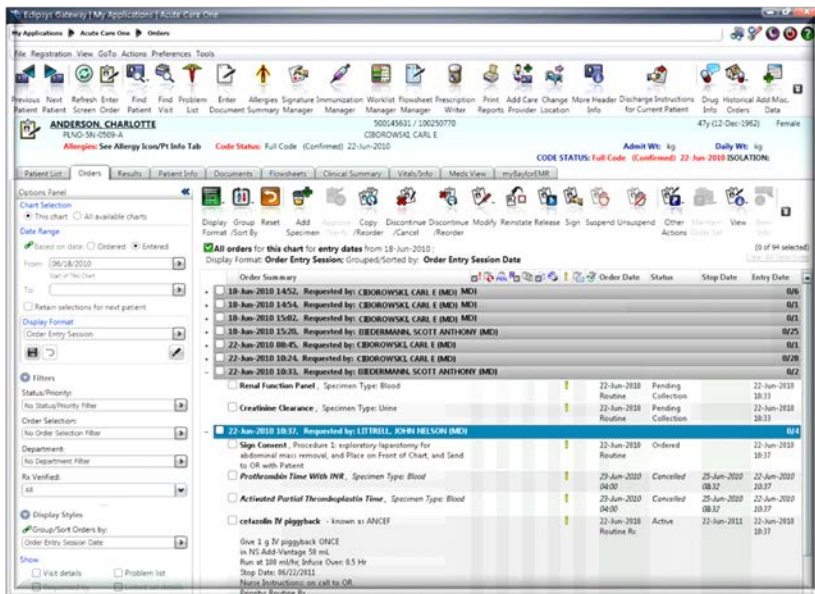 Eclipsys Gateway | My Applications | Acute Care One
My Applications Acute Care One Orders
File Registration View GoTo Actions Preferences Tools
Previous Patient Next Patient Refresh Screen Enter Order Find Patient Find Visit Problem List Enter Document Allergies Summary Signature Manager Immunization Manager Worklist Manager Flowsheet Manager Prescription Writer Print Reports Add Care Provider Change Location More Header Info Discharge Instructions for Current Patient Drug Info Historical Orders Add Misc. Data
ANDERSON, CHARLOTTE 500145631 / 100250770 47y (12-Dec-1962) Female
PLNO-5N-0509-A CIBOROWSKI, CARL E
Allergies: See Allergy Icon/Pt Info Tab Code Status: Full Code (Confirmed) 22-Jun-2010 Admit Wt: kg Daily Wt: kg
CODE STATUS: Full Code (Confirmed) 22-Jun-2010 ISOLATION:
Patient List Orders Results Patient Info Documents Flowsheets Clinical Summary Vitals/Info Meds View myBaylorEMR
Options Panel
Chart Selection
This chart All available charts
Date Range
Based on date: Ordered Entered
From: 06/18/2010
Start of This Chart
To:
Retain selections for next patient
Display Format
Order Entry Session
Filters
Status/Priority:
No Status/Priority Filter
Order Selection:
No Order Selection Filter
Department:
No Department Filter
Rx Verified:
All
Display Styles
Group/Sort Orders by:
Order Entry Session Date
Show
Visit details Problem list
Display Format Group /Sort By Reset Add Specimen Copy /Reorder Discontinue /Cancel Discontinue /Reorder Modify Reinstate Release Sign Suspend Unsuspend Other Actions View
All orders for this chart for entry dates from 18-Jun-2010 ; (0 of 94 selected)
Display Format: Order Entry Session; Grouped/Sorted by: Order Entry Session Date
Order Summary Order Date Status Stop Date Entry Date
18-Jun-2010 14:52, Requested by: CIBOROWSKI, CARL E (MD) MD) 0/6
18-Jun-2010 14:54, Requested by: CIBOROWSKI, CARL E (MD) MD) 0/1
18-Jun-2010 15:02, Requested by: CIBOROWSKI, CARL E (MD) 0/1
18-Jun-2010 15:20, Requested by: BIEDERMANN, SCOTT ANTHONY (MD) 0/25
22-Jun-2010 08:45, Requested by: CIBOROWSKI, CARL E (MD) 0/1
22-Jun-2010 10:24, Requested by: CIBOROWSKI, CARL E (MD) 0/28
22-Jun-2010 10:33, Requested by: BIEDERMANN, SCOTT ANTHONY (MD) 0/2
Renal Function Panel, Specimen Type: Blood 22-Jun-2010 Pending 22-Jun-2010
Routine Collection 10:33
Creatinine Clearance, Specimen Type: Urine 22-Jun-2010 Pending 22-Jun-2010
Routine Collection 10:33
22-Jun-2010 10:37, Requested by: LITTRELL, JOHN NELSON (MD) 0/4
Sign Consent, Procedure 1: exploratory laparotomy for 22-Jun-2010 Ordered 22-Jun-2010
abdominal mass removal, and Place on Front of Chart, and Send Routine 10:37
to OR with Patient
Prothrombin Time With INR, Specimen Type: Blood 23-Jun-2010 Cancelled 25-Jun-2010 22-Jun-2010
04:00 08:32 10:37
Activated Partial Thromboplastin Time, Specimen Type: Blood 23-Jun-2010 Cancelled 25-Jun-2010 22-Jun-2010
04:00 08:32 10:37
cefazolin IV piggyback - known as ANCEF 22-Jun-2010 Active 22-Jun-2011 22-Jun-2010
Routine Rx 10:37
Give 1 g IV piggyback ONCE
in NS Add-Vantage 50 mL
Run at 100 ml/hr, Infuse Over: 0.5 Hr
Stop Date: 06/22/2011
Nurse Instructions: on call to OR
Priority: Routine Rx